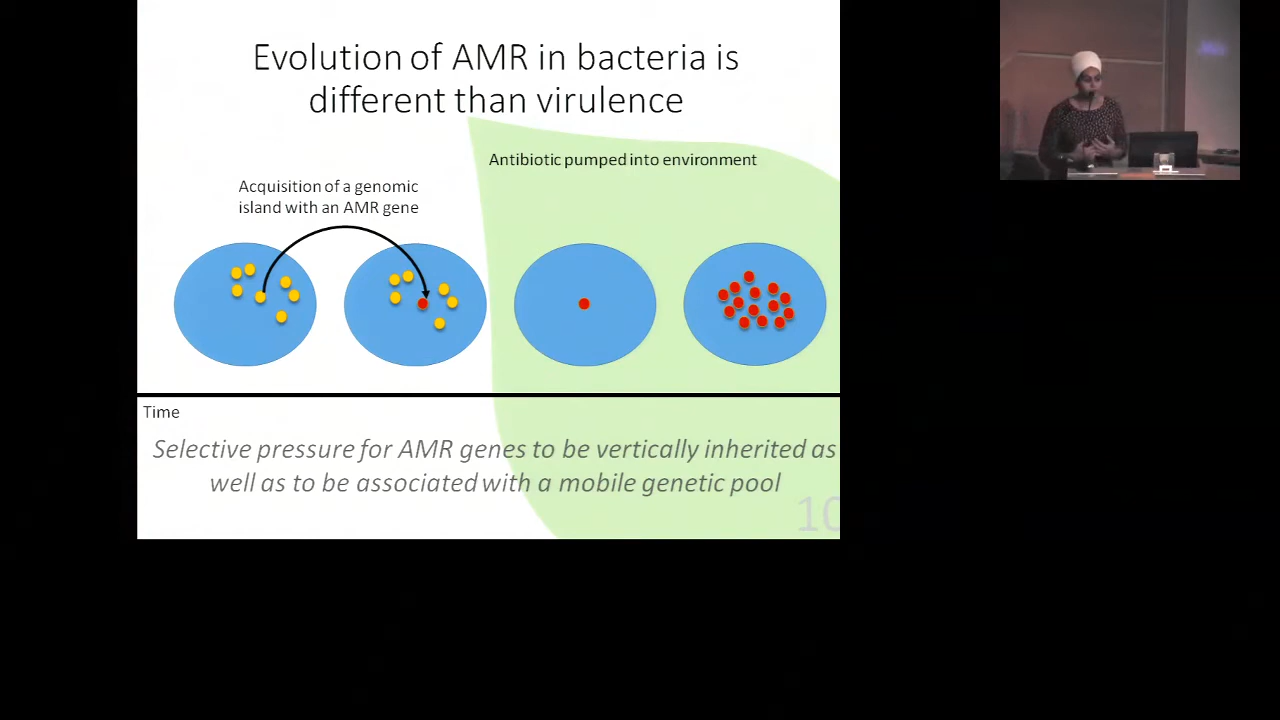 Evolution of AMR in bacteria is
different than virulence
Antibiotic pumped into environment
Acquisition of a genomic
island with an AMR gene
Time
Selective pressure for AMR genes to be vertically inherited as
well as to be associated with a mobile genetic pool
10